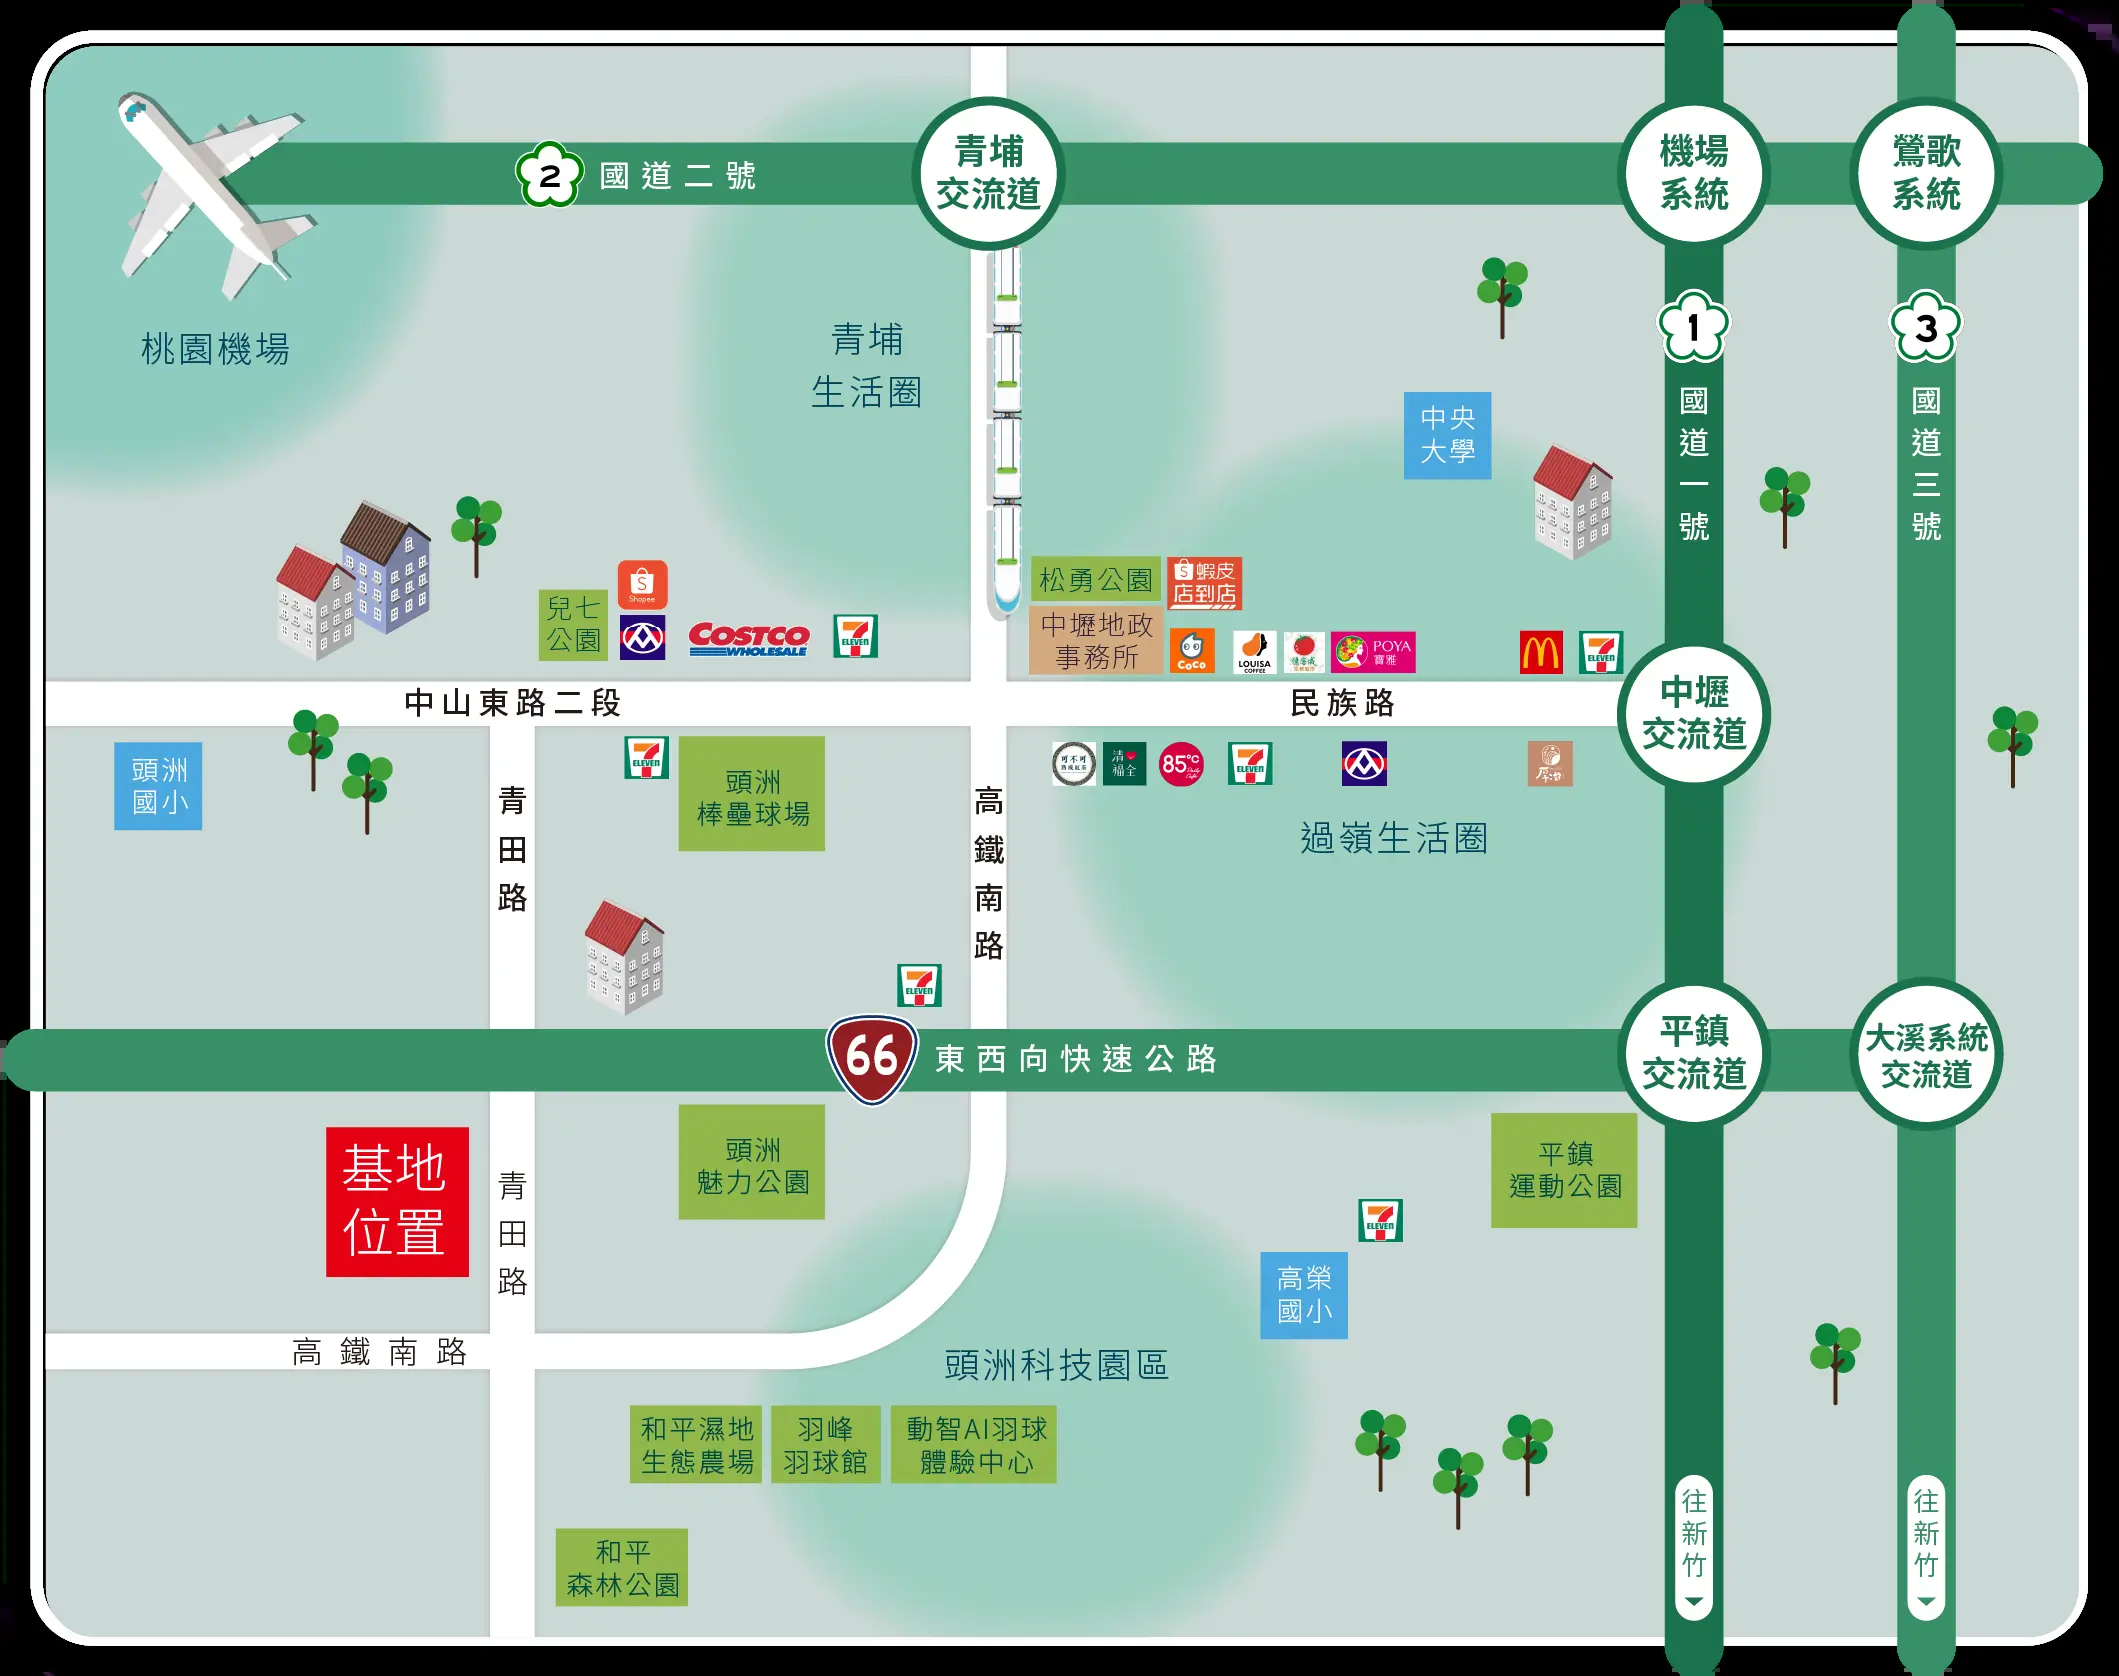 2
國道二號
青埔
交流道
機場
系統
鶯歌
系統
桃園機場
青埔
生活圈
1
國道一號
3
國道三號
中央
大學
兒七
公園
S
Shopee
COSTCO
WHOLESALE
7
ELEVEN
松勇公園
S蝦皮
店到店
中壢地政
事務所
CoCo
LOUISA
COFFEE
POYA
寶雅
7
ELEVEN
中山東路二段
民族路
中壢
交流道
頭洲
國小
青田路
7
ELEVEN
頭洲
棒壘球場
高鐵南路
可不可
熟成紅茶
清
福全
85°C
Daily
Cafe
7
ELEVEN
過嶺生活圈
7
ELEVEN
66
東西向快速公路
平鎮
交流道
大溪系統
交流道
基地
位置
青田路
頭洲
魅力公園
平鎮
運動公園
7
ELEVEN
高榮
國小
高鐵南路
頭洲科技園區
和平濕地
生態農場
羽峰
羽球館
動智AI羽球
體驗中心
和平
森林公園
往新竹
往新竹